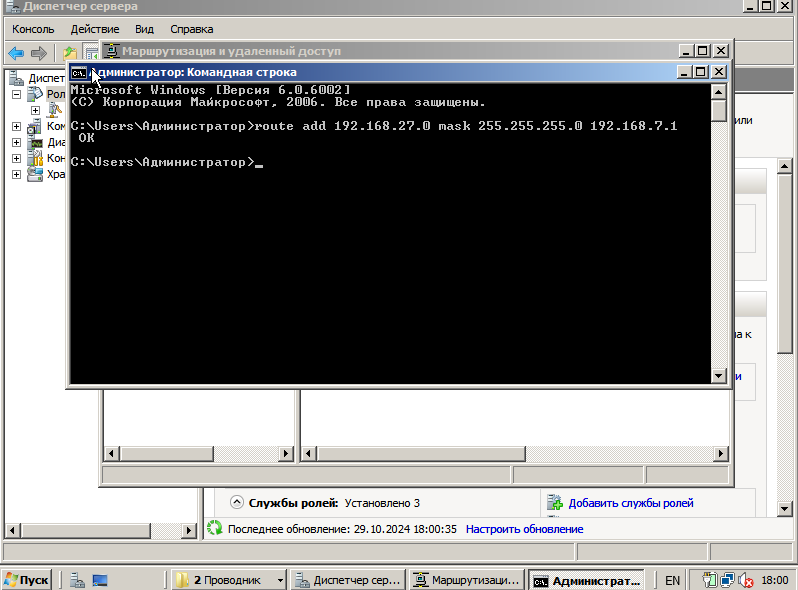 Диспетчер сервера
Консоль Действие Вид Справка
Маршрутизация и удаленный доступ
Администратор: Командная строка
Microsoft Windows [Версия 6.0.6002]
(C) Корпорация Майкрософт, 2006. Все права защищены.
C:\Users\Администратор>route add 192.168.27.0 mask 255.255.255.0 192.168.7.1
ОК
C:\Users\Администратор>_
Диспет
Рол
Ком
Диа
Кон
Хра
или
а к
и
Службы ролей: Установлено 3
Добавить службы ролей
Последнее обновление: 29.10.2024 18:00:35 Настроить обновление
Пуск 2 Проводник Диспетчер сер... Маршрутизаци... Администрат... EN 18:00